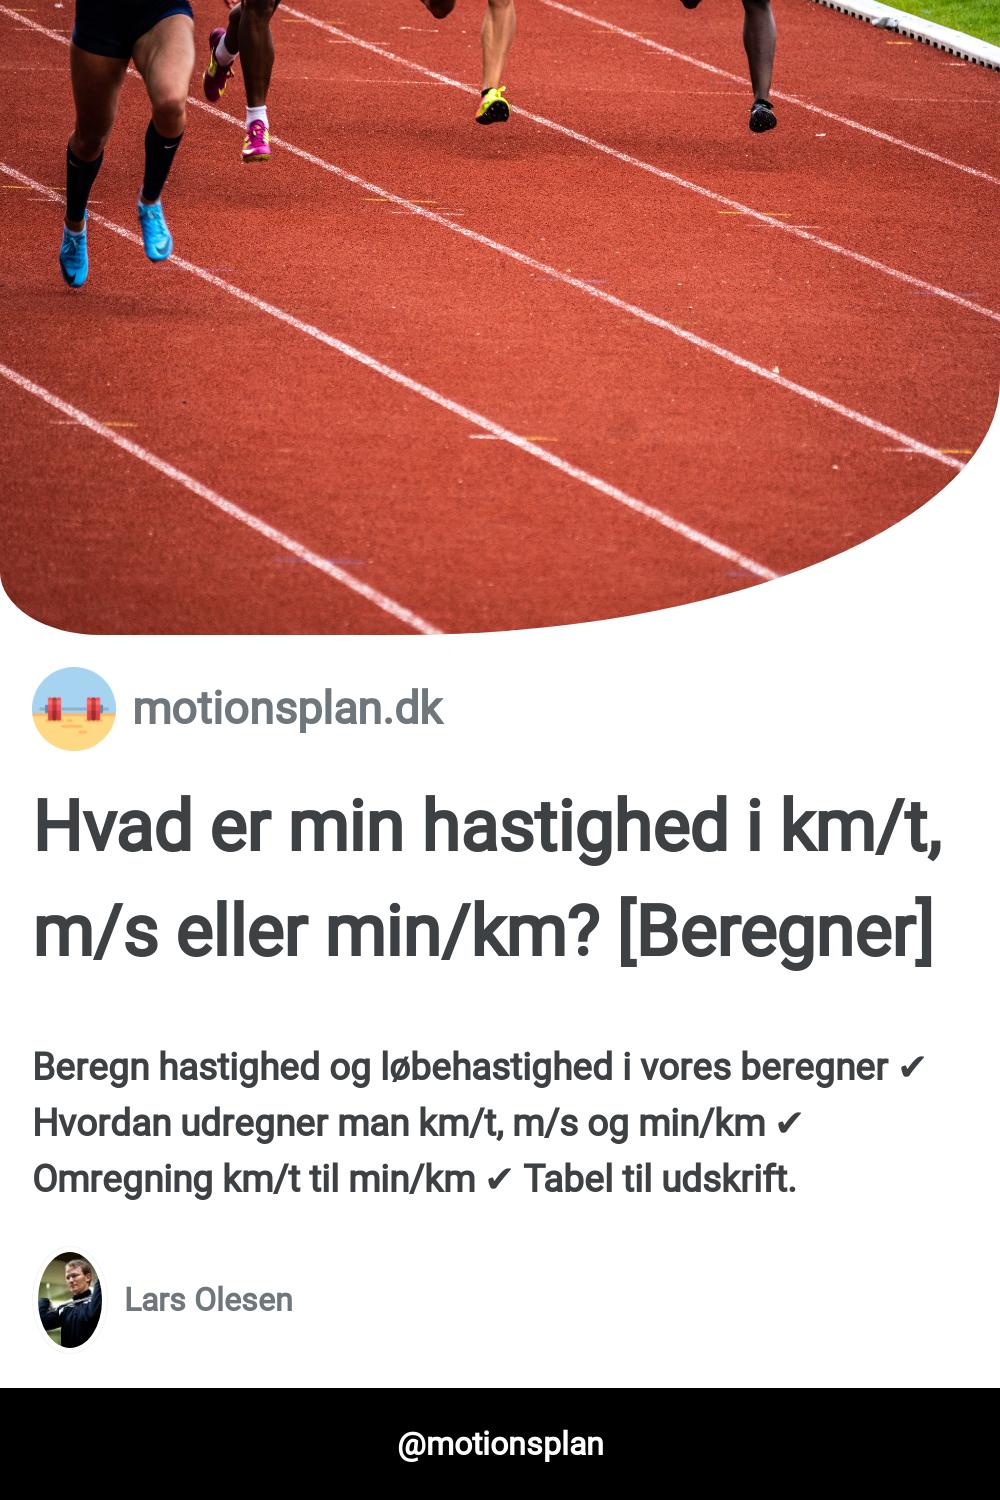 motionsplan.dk
Hvad er min hastighed i km/t,
m/s eller min/km? [Beregner]
Beregn hastighed og løbehastighed i vores beregner ✔
Hvordan udregner man km/t, m/s og min/km ✔
Omregning km/t til min/km ✔ Tabel til udskrift.
Lars Olesen
@motionsplan